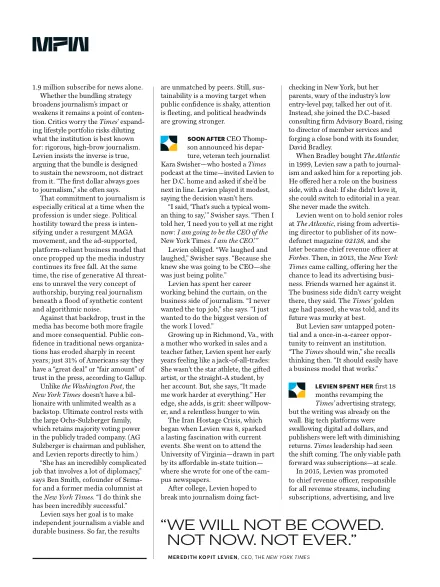 MPW
1.9 million subscribe for news alone.
Whether the bundling strategy
broadens journalism's impact or
weakens it remains a point of conten-
tion. Critics worry the Times' expand-
ing lifestyle portfolio risks diluting
what the institution is best known
for: rigorous, high-brow journalism.
Levien insists the inverse is true,
arguing that the bundle is designed
to sustain the newsroom, not distract
from it. "The first dollar always goes
to journalism," she often says.
That commitment to journalism is
especially critical at a time when the
profession is under siege. Political
hostility toward the press is inten-
sifying under a resurgent MAGA
movement, and the ad-supported,
platform-reliant business model that
once propped up the media industry
continues its free fall. At the same
time, the rise of generative AI threat-
ens to unravel the very concept of
authorship, burying real journalism
beneath a flood of synthetic content
and algorithmic noise.
Against that backdrop, trust in the
media has become both more fragile
and more consequential. Public con-
fidence in traditional news organiza-
tions has eroded sharply in recent
years; just 31% of Americans say they
have a "great deal" or "fair amount" of
trust in the press, according to Gallup.
Unlike the Washington Post, the
New York Times doesn't have a bil-
lionaire with unlimited wealth as a
backstop. Ultimate control rests with
the large Ochs-Sulzberger family,
which retains majority voting power
in the publicly traded company. (AG
Sulzberger is chairman and publisher,
and Levien reports directly to him.)
"She has an incredibly complicated
job that involves a lot of diplomacy,"
says Ben Smith, cofounder of Sema-
for and a former media columnist at
the New York Times. "I do think she
has been incredibly successful."
Levien says her goal is to make
independent journalism a viable and
durable business. So far, the results
are unmatched by peers. Still, sus-
tainability is a moving target when
public confidence is shaky, attention
is fleeting, and political headwinds
are growing stronger.
SOON AFTER CEO Thomp-
son announced his depar-
ture, veteran tech journalist
Kara Swisher—who hosted a Times
podcast at the time—invited Levien to
her D.C. home and asked if she'd be
next in line. Levien played it modest,
saying the decision wasn't hers.
"I said, 'That's such a typical wom-
an thing to say,'" Swisher says. "Then I
told her, 'I need you to tell me right
now: I am going to be the CEO of the
New York Times. I am the CEO.'"
Levien obliged. "We laughed and
laughed," Swisher says. "Because she
knew she was going to be CEO—she
was just being polite."
Levien has spent her career
working behind the curtain, on the
business side of journalism. "I never
wanted the top job," she says. "I just
wanted to do the biggest version of
the work I loved."
Growing up in Richmond, Va., with
a mother who worked in sales and a
teacher father, Levien spent her early
years feeling like a jack-of-all-trades:
She wasn't the star athlete, the gifted
artist, or the straight-A student, by
her account. But, she says, "It made
me work harder at everything." Her
edge, she adds, is grit: sheer willpow-
er, and a relentless hunger to win.
The Iran Hostage Crisis, which
began when Levien was 8, sparked
a lasting fascination with current
events. She went on to attend the
University of Virginia—drawn in part
by its affordable in-state tuition—
where she wrote for one of the cam-
pus newspapers.
After college, Levien hoped to
break into journalism doing fact-
checking in New York, but her
parents, wary of the industry's low
entry-level pay, talked her out of it.
Instead, she joined the D.C.-based
consulting firm Advisory Board, rising
to director of member services and
forging a close bond with its founder,
David Bradley.
When Bradley bought The Atlantic
in 1999, Levien saw a path to journal-
ism and asked him for a reporting job.
He offered her a role on the business
side, with a deal: If she didn't love it,
she could switch to editorial in a year.
She never made the switch.
Levien went on to hold senior roles
at The Atlantic, rising from advertis-
ing director to publisher of its now-
defunct magazine 02138, and she
later became chief revenue officer at
Forbes. Then, in 2013, the New York
Times came calling, offering her the
chance to lead its advertising busi-
ness. Friends warned her against it.
The business side didn't carry weight
there, they said. The Times' golden
age had passed, she was told, and its
future was murky at best.
But Levien saw untapped poten-
tial and a once-in-a-career oppor-
tunity to reinvent an institution.
"The Times should win," she recalls
thinking then. "It should easily have
a business model that works."
LEVIEN SPENT HER first 18
months revamping the
Times' advertising strategy,
but the writing was already on the
wall. Big tech platforms were
swallowing digital ad dollars, and
publishers were left with diminishing
returns. Times leadership had seen
the shift coming. The only viable path
forward was subscriptions—at scale.
In 2015, Levien was promoted
to chief revenue officer, responsible
for all revenue streams, including
subscriptions, advertising, and live
"WE WILL NOT BE COWED.
NOT NOW. NOT EVER."
MEREDITH KOPIT LEVIEN, CEO, THE NEW YORK TIMES